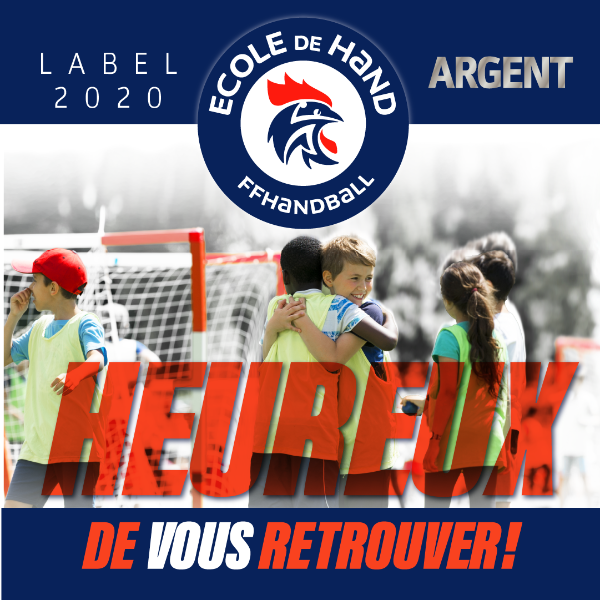 LABEL
2020
ECOLE DE HAND
FFHANDBALL
ARGENT
HEUREUX
DE VOUS RETROUVER!